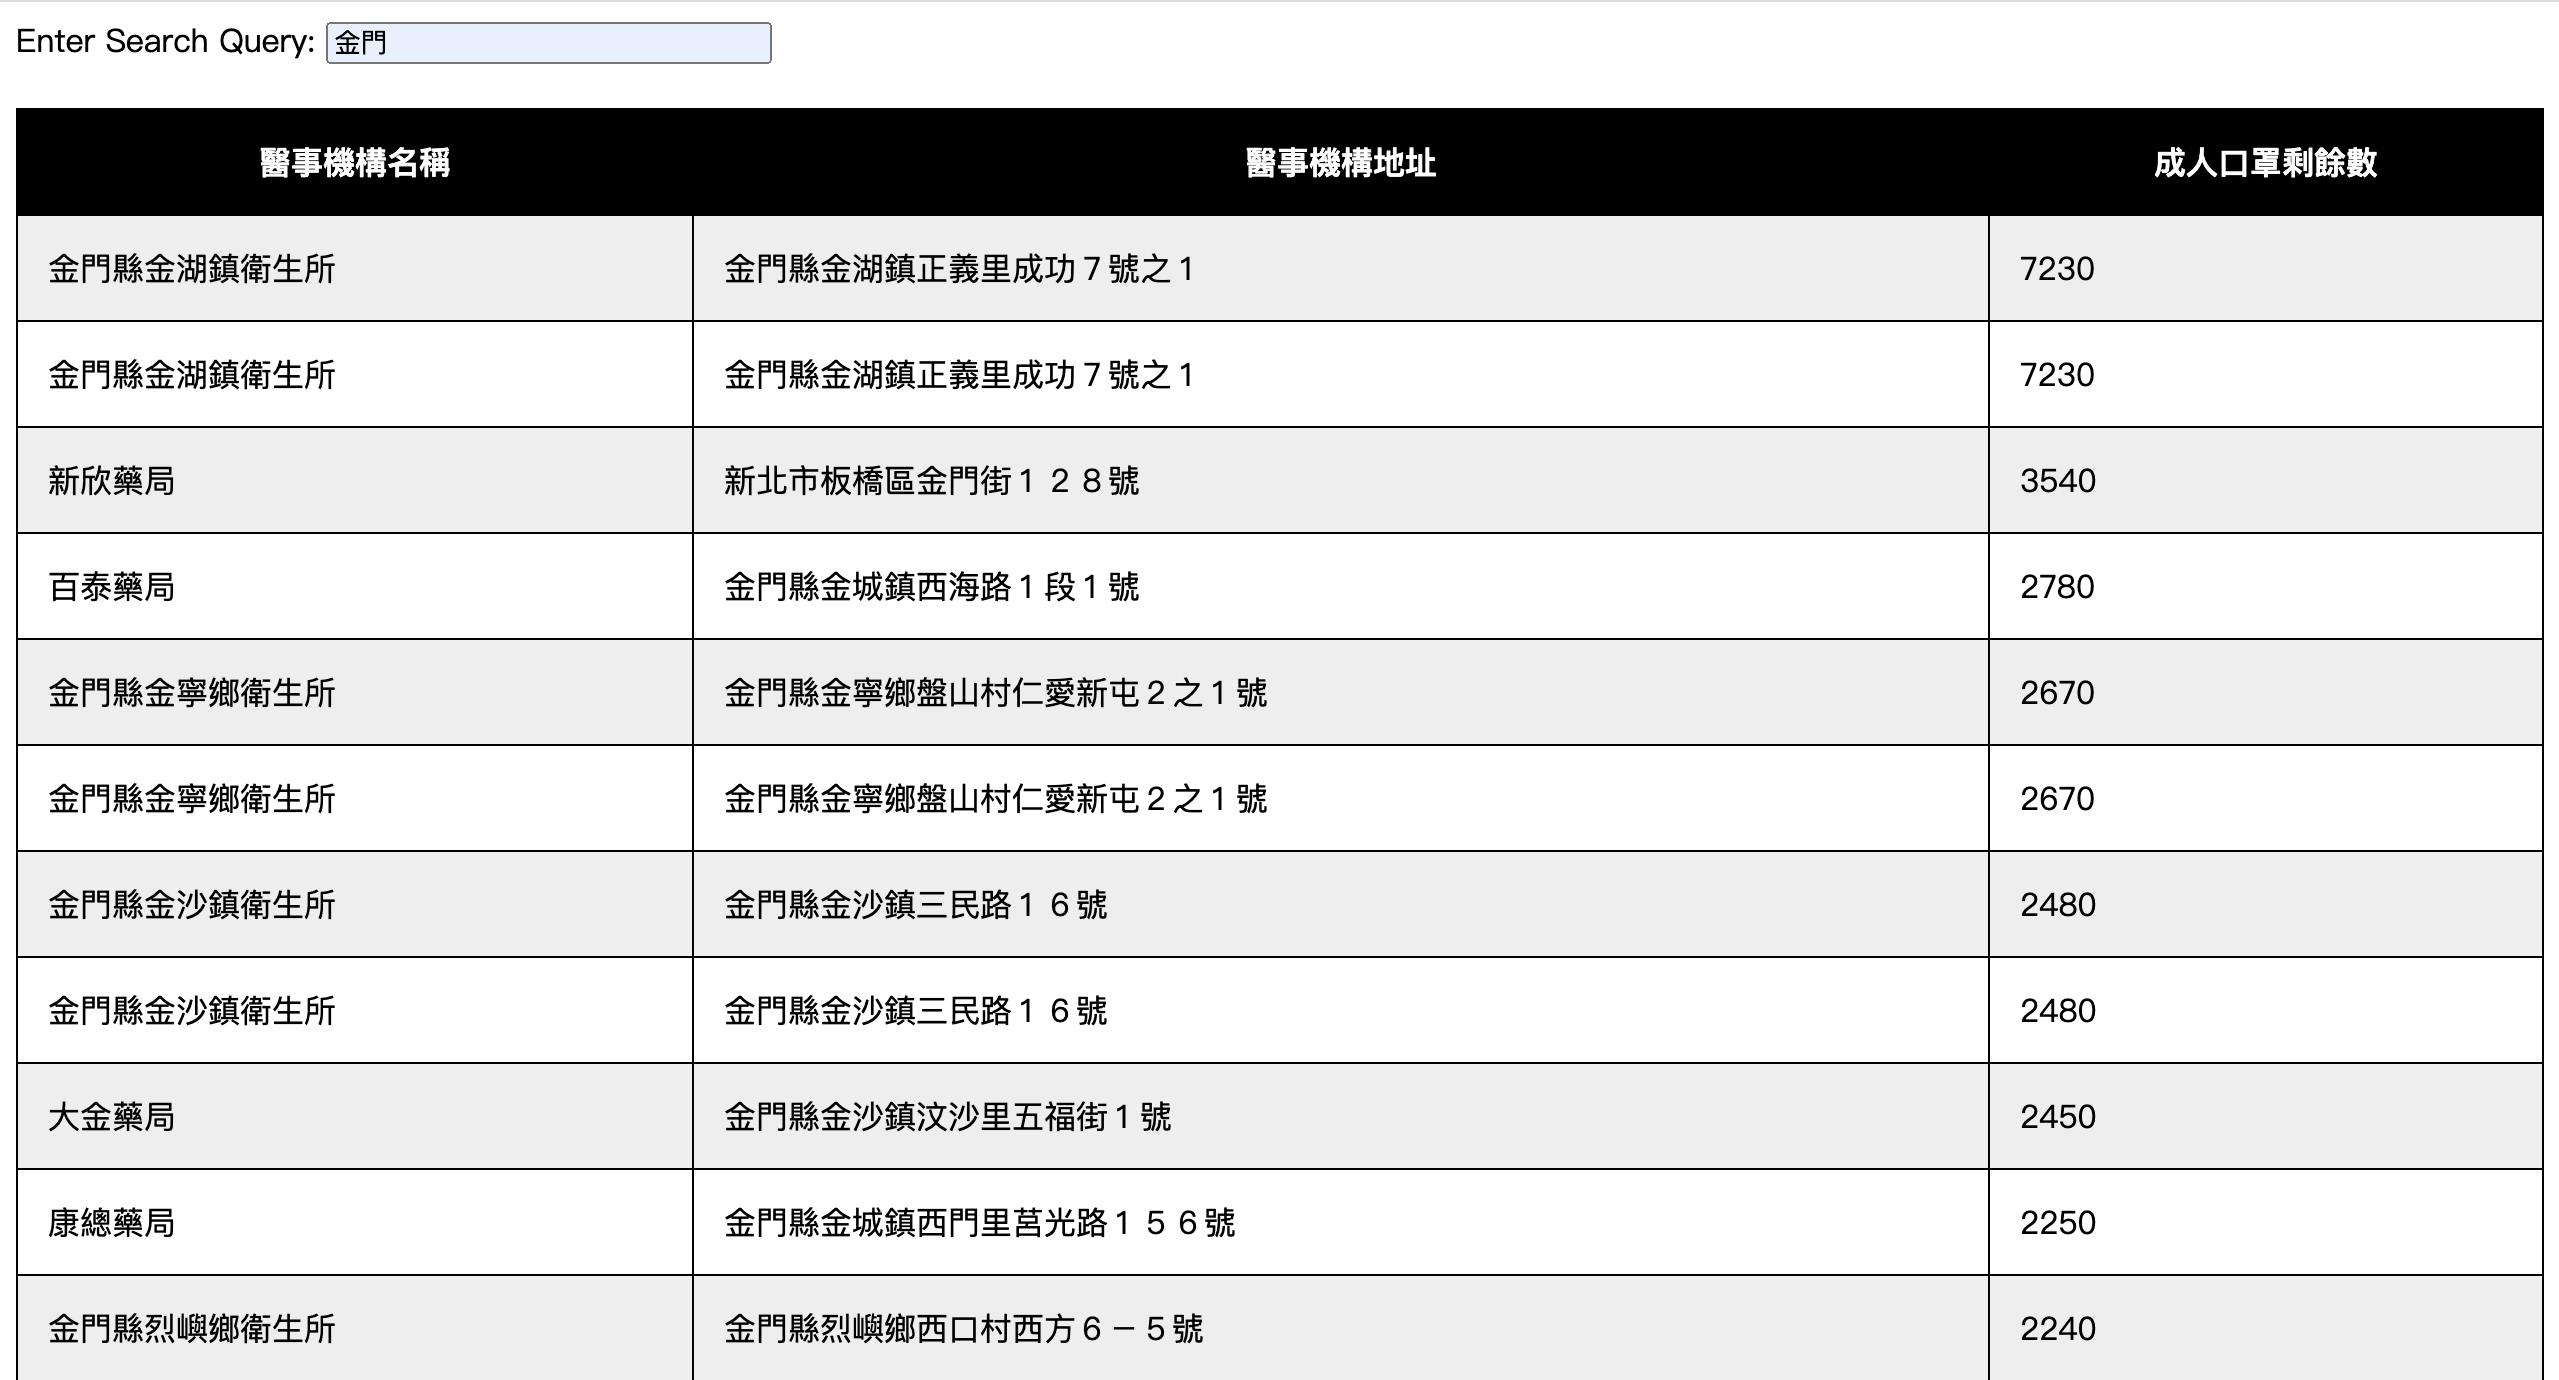 Enter Search Query: 金門
醫事機構名稱 醫事機構地址 成人口罩剩餘數
金門縣金湖鎮衛生所 金門縣金湖鎮正義里成功７號之１ 7230
金門縣金湖鎮衛生所 金門縣金湖鎮正義里成功７號之１ 7230
新欣藥局 新北市板橋區金門街１２８號 3540
百泰藥局 金門縣金城鎮西海路１段１號 2780
金門縣金寧鄉衛生所 金門縣金寧鄉盤山村仁愛新屯２之１號 2670
金門縣金寧鄉衛生所 金門縣金寧鄉盤山村仁愛新屯２之１號 2670
金門縣金沙鎮衛生所 金門縣金沙鎮三民路１６號 2480
金門縣金沙鎮衛生所 金門縣金沙鎮三民路１６號 2480
大金藥局 金門縣金沙鎮汶沙里五福街１號 2450
康總藥局 金門縣金城鎮西門里莒光路１５６號 2250
金門縣烈嶼鄉衛生所 金門縣烈嶼鄉西口村西方６－５號 2240